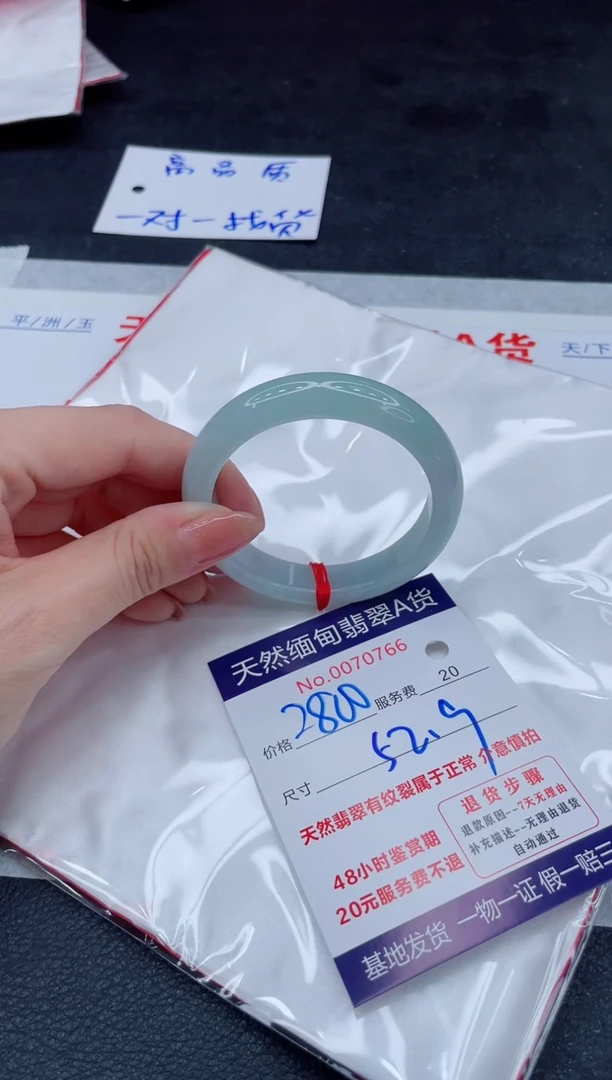 高品质
一对一找货
平/洲/玉
天
A货
天/下
天然缅甸翡翠A货
No.0070766
价格 2800 服务费 20
尺寸 52.9
天然翡翠有纹裂属于正常 介意慎拍
48小时鉴赏期
20元服务费不退
退货步骤
退款原因--7天无理由
补充描述--无理由退货
自动通过
基地发货 一物一证 假一赔三